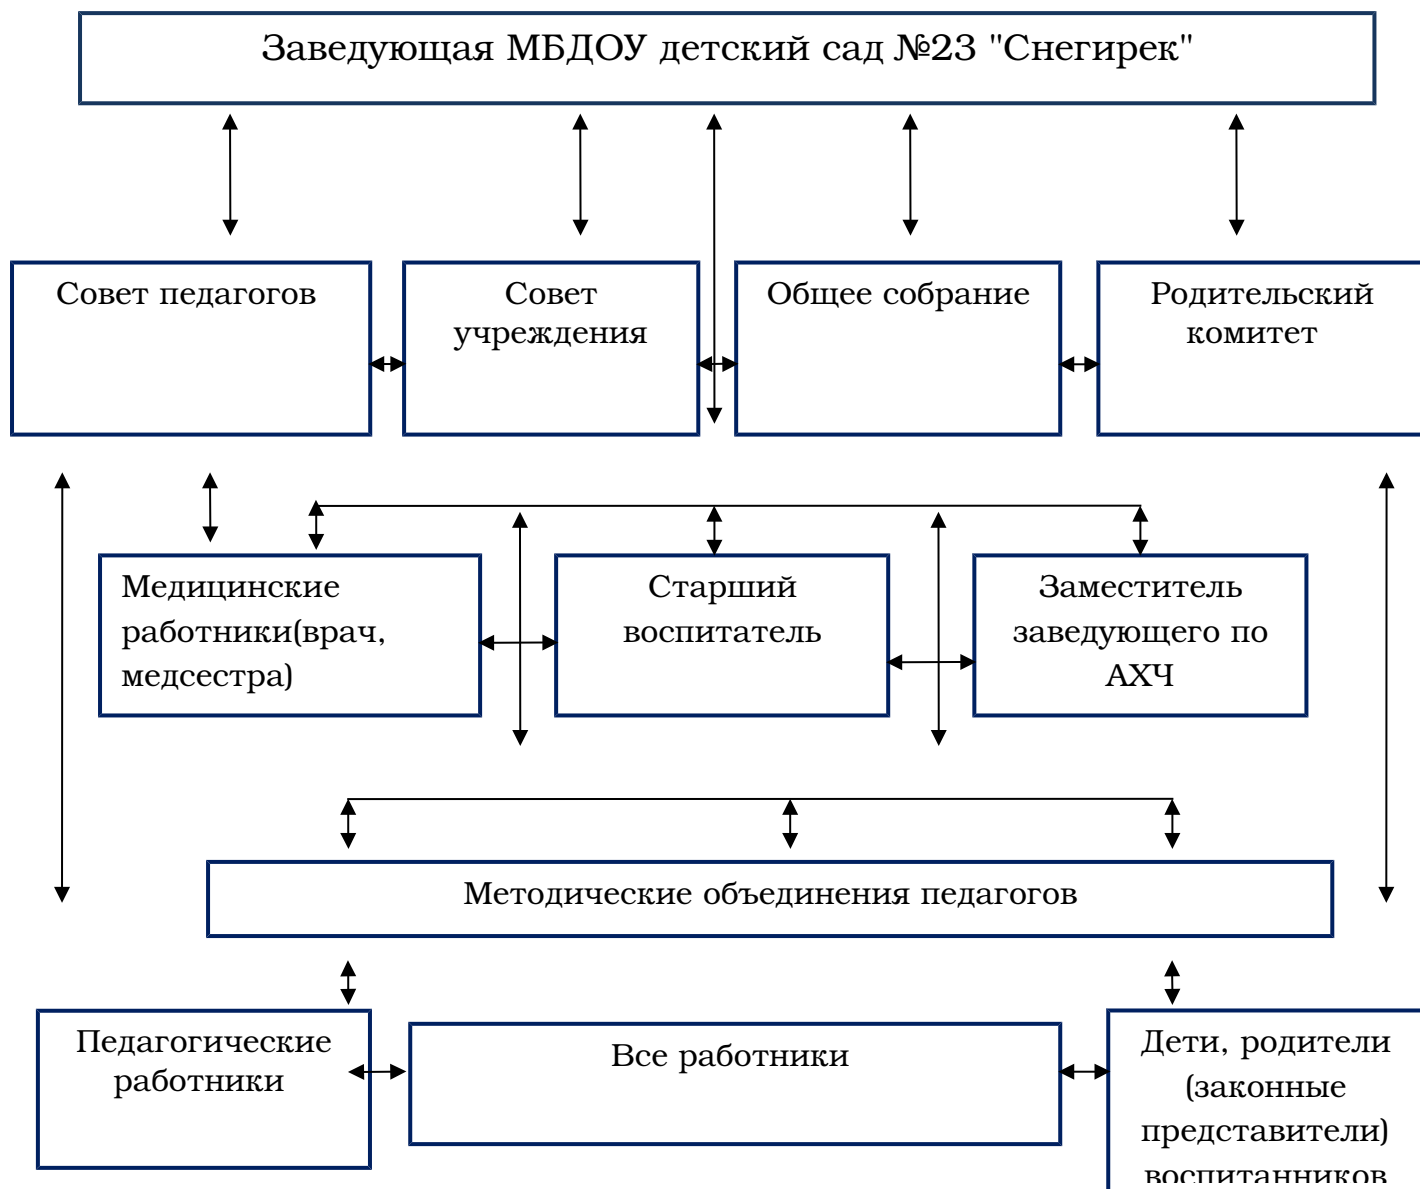 Заведующая МБДОУ детский сад №23 "Снегирек"
Совет педагогов
Совет
учреждения
Общее собрание
Родительский
комитет
Медицинские
работники(врач,
медсестра)
Старший
воспитатель
Заместитель
заведующего по
АХЧ
Методические объединения педагогов
Педагогические
работники
Все работники
Дети, родители
(законные
представители)
воспитанников